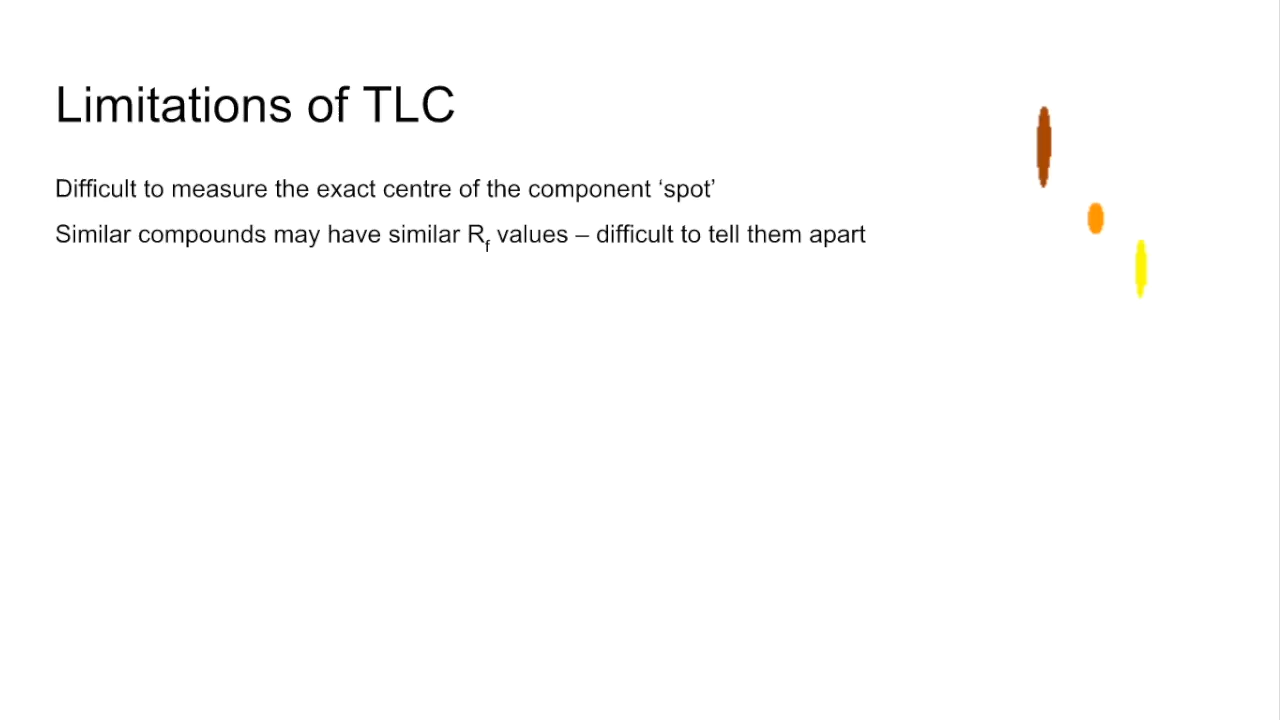 Limitations of TLC
Difficult to measure the exact centre of the component ‘spot’
Similar compounds may have similar Rf values – difficult to tell them apart